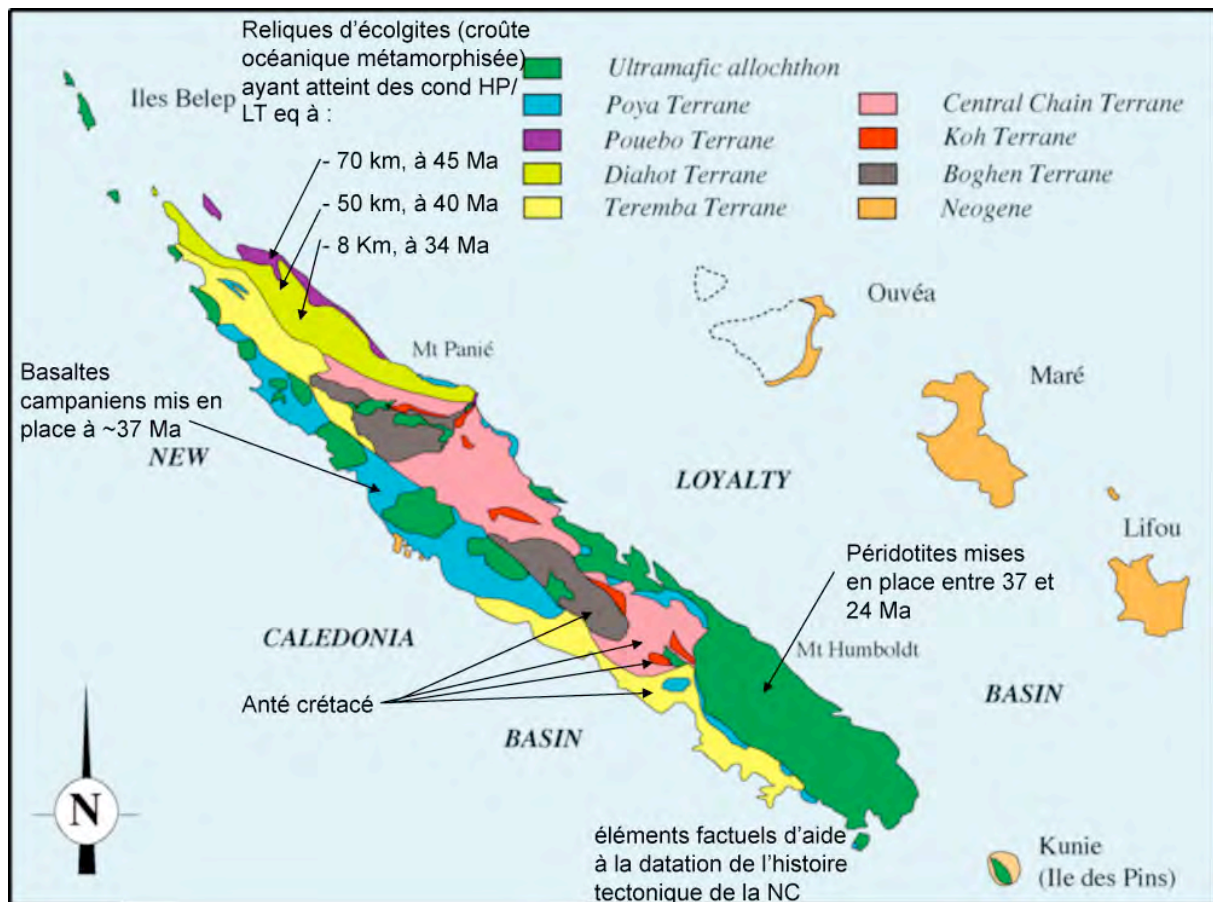 Reliques d'écolgites (croûte
océanique métamorphisée)
ayant atteint des cond HP/
LT eq à :
- 70 km, à 45 Ma
- 50 km, à 40 Ma
- 8 Km, à 34 Ma
Iles Belep
Ultramafic allochthon
Poya Terrane
Pouebo Terrane
Diahot Terrane
Teremba Terrane
Central Chain Terrane
Koh Terrane
Boghen Terrane
Neogene
Ouvéa
Mt Panié
Maré
Basaltes
campaniens mis en
place à ~37 Ma
NEW
LOYALTY
Lifou
Péridotites mises
en place entre 37 et
24 Ma
CALEDONIA
Mt Humboldt
Anté crétacé
BASIN
BASIN
N
éléments factuels d'aide
à la datation de l'histoire
tectonique de la NC
Kunie
(Ile des Pins)